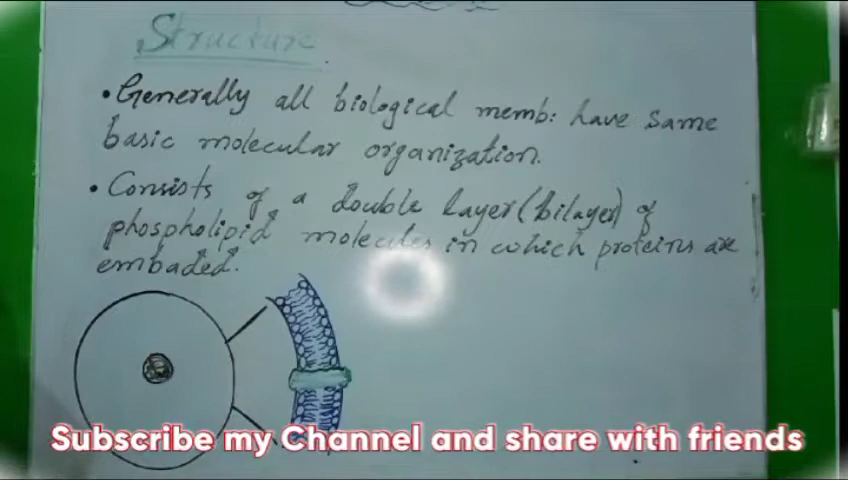 Structure
• Generally all biological memb: have same
basic molecular organization.
• Consists of a double layer (bilayer) of
phospholipid molecules in which proteins are
embaded.
Subscribe my Channel and share with friends